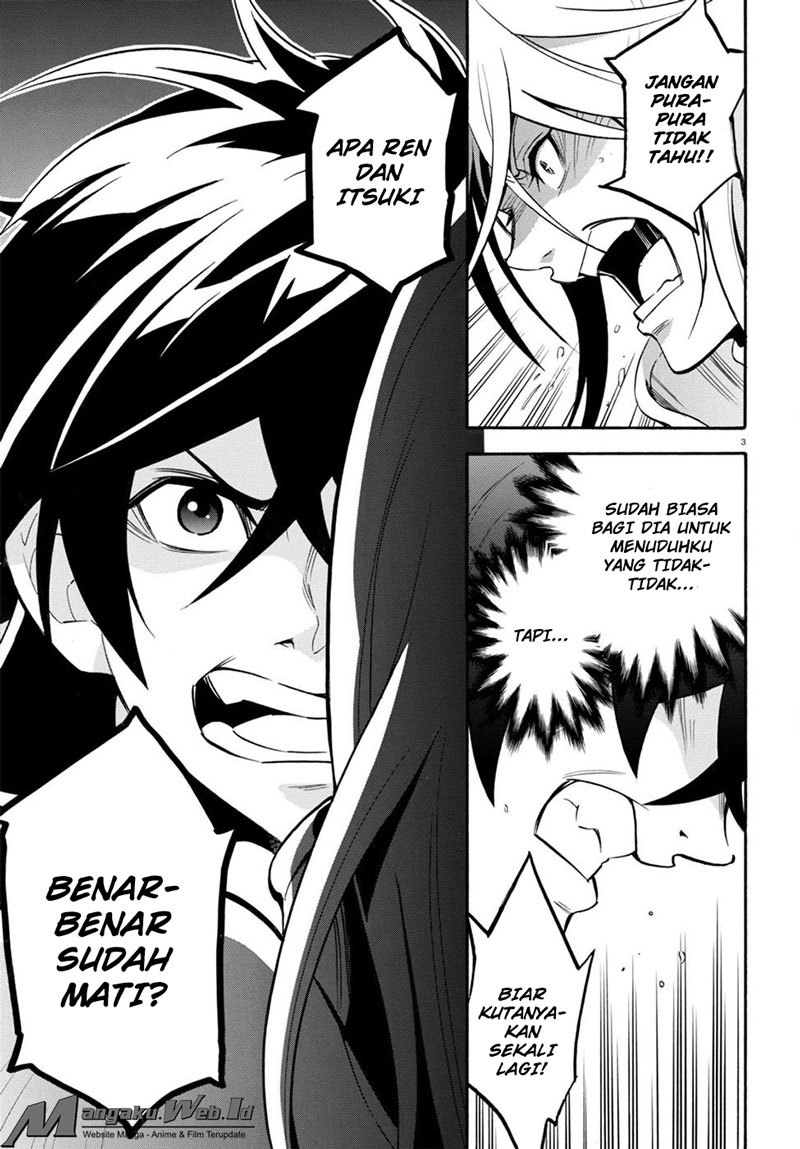 JANGAN
PURA-
PURA
TIDAK
TAHU!!
3
SUDAH BIASA
BAGI DIA UNTUK
MENUDUHKU
YANG TIDAK-
TIDAK...
TAPI...
BIAR
KUTANYA-
KAN
SEKALI
LAGI!
APA REN
DAN
ITSUKI
BENAR-
BENAR
SUDAH
MATI?
Mangaku.Web.Id
Website Manga - Anime & Film Terupdate